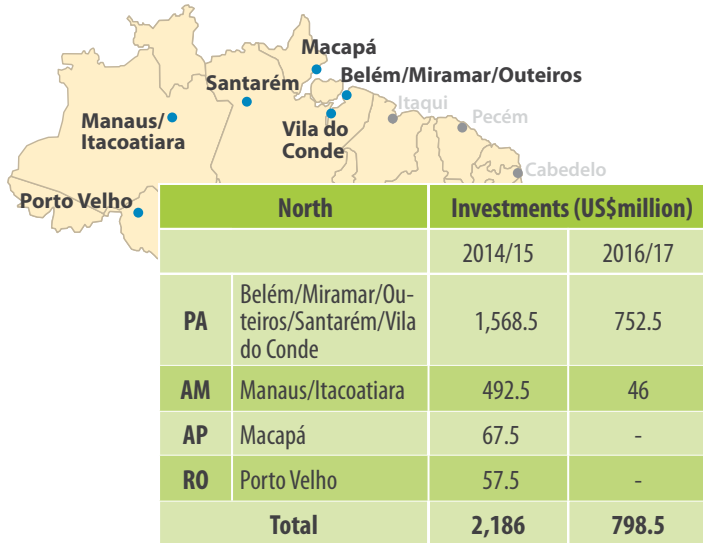 Macapá
Belém/Miramar/Outeiros
Santarém
Itaqui
Pecém
Manaus/
Itacoatiara
Vila do
Conde
Cabedelo
Porto Velho
North Investments (US$million)
2014/15 2016/17
PA Belém/Miramar/Ou-
teiros/Santarém/Vila
do Conde 1,568.5 752.5
AM Manaus/Itacoatiara 492.5 46
AP Macapá 67.5 -
RO Porto Velho 57.5 -
Total 2,186 798.5